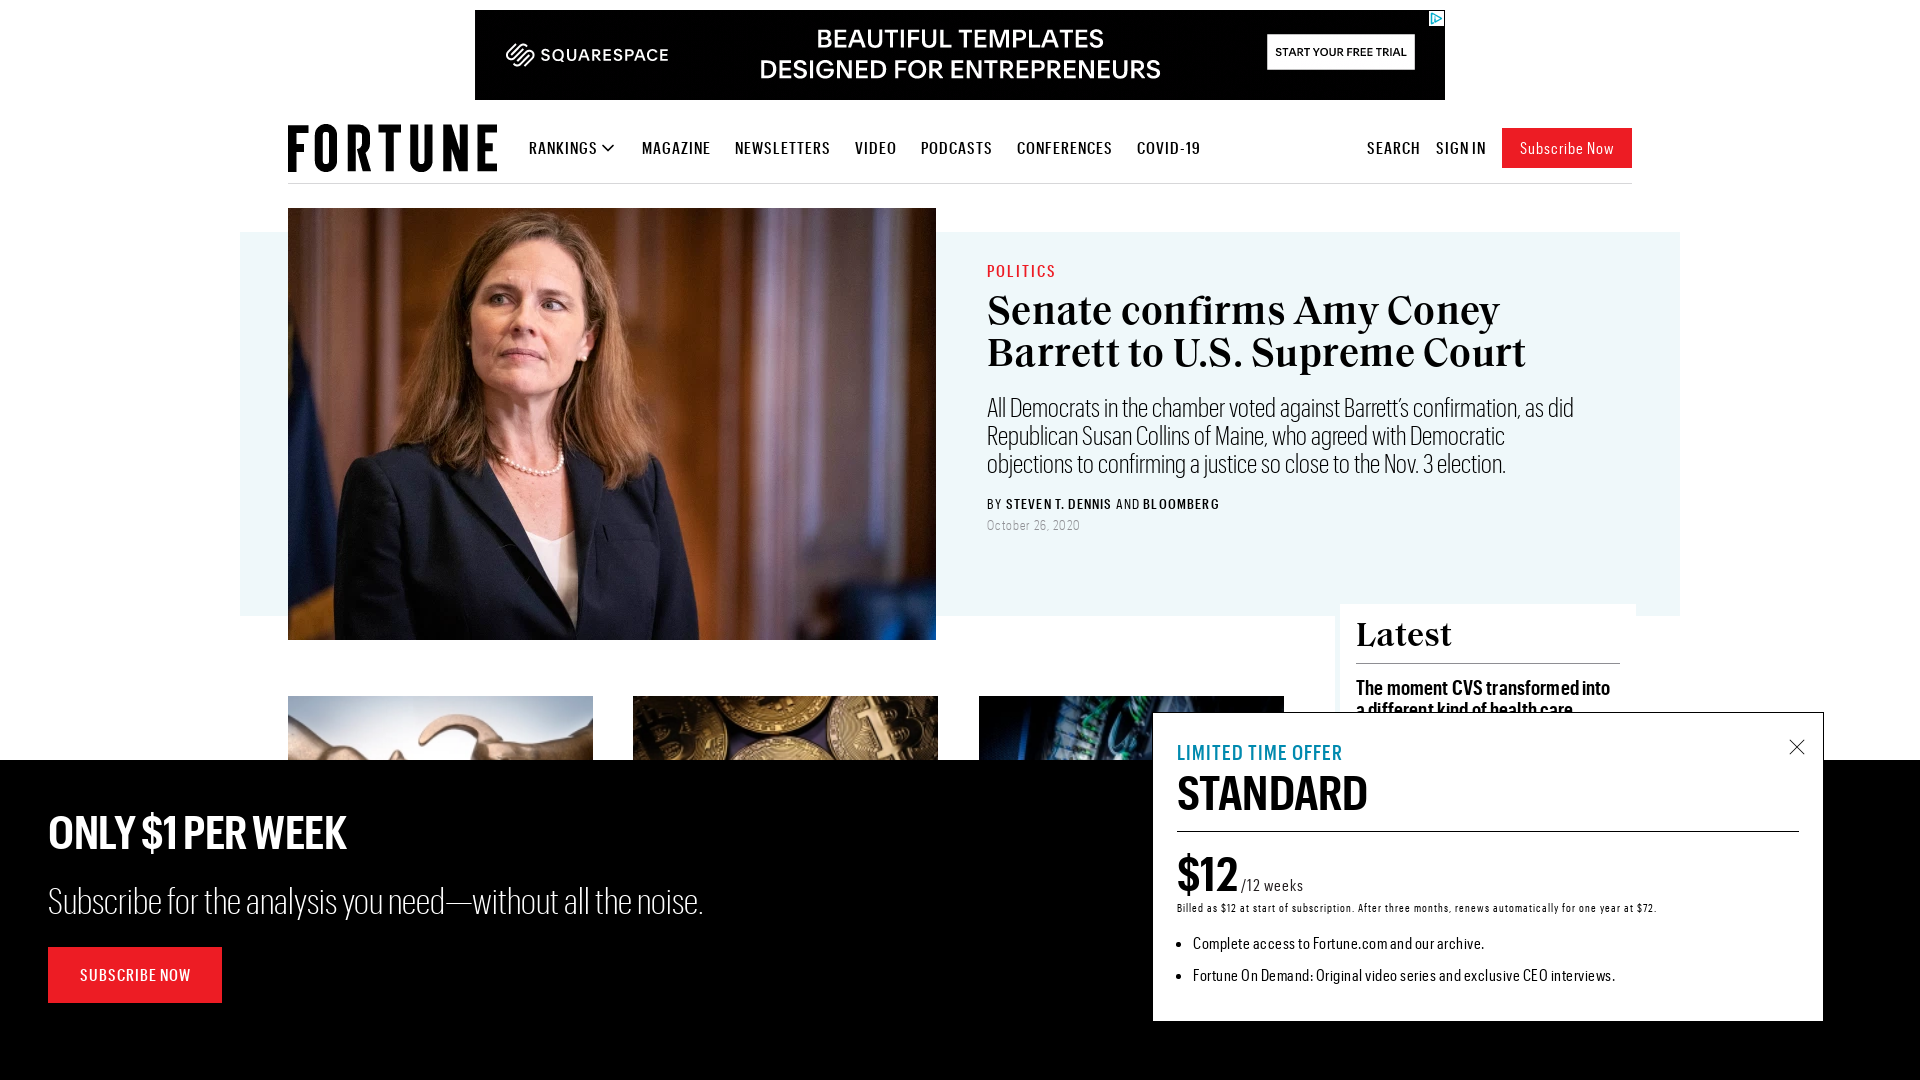 SQUARESPACE
BEAUTIFUL TEMPLATES
DESIGNED FOR ENTREPRENEURS
START YOUR FREE TRIAL
FORTUNE
RANKINGS
MAGAZINE
NEWSLETTERS
VIDEO
PODCASTS
CONFERENCES
COVID-19
SEARCH
SIGN IN
Subscribe Now
POLITICS
Senate confirms Amy Coney
Barrett to U.S. Supreme Court
All Democrats in the chamber voted against Barrett's confirmation, as did
Republican Susan Collins of Maine, who agreed with Democratic
objections to confirming a justice so close to the Nov. 3 election.
BY STEVEN T. DENNIS AND BLOOMBERG
October 26, 2020
Latest
The moment CVS transformed into
a different kind of health care
ONLY $1 PER WEEK
Subscribe for the analysis you need—without all the noise.
SUBSCRIBE NOW
LIMITED TIME OFFER
STANDARD
$12 /12 weeks
Billed as $12 at start of subscription. After three months, renews automatically for one year at $72.
• Complete access to Fortune.com and our archive.
• Fortune On Demand: Original video series and exclusive CEO interviews.